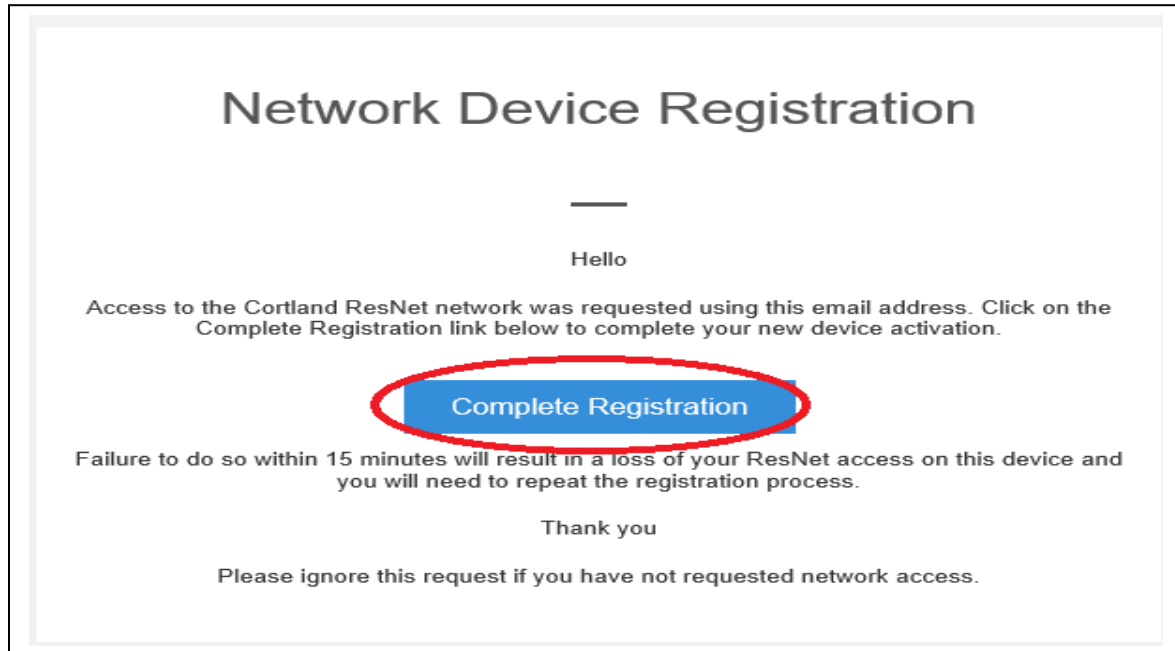 Network Device Registration
Hello
Access to the Cortland ResNet network was requested using this email address. Click on the
Complete Registration link below to complete your new device activation.
Complete Registration
Failure to do so within 15 minutes will result in a loss of your ResNet access on this device and
you will need to repeat the registration process.
Thank you
Please ignore this request if you have not requested network access.